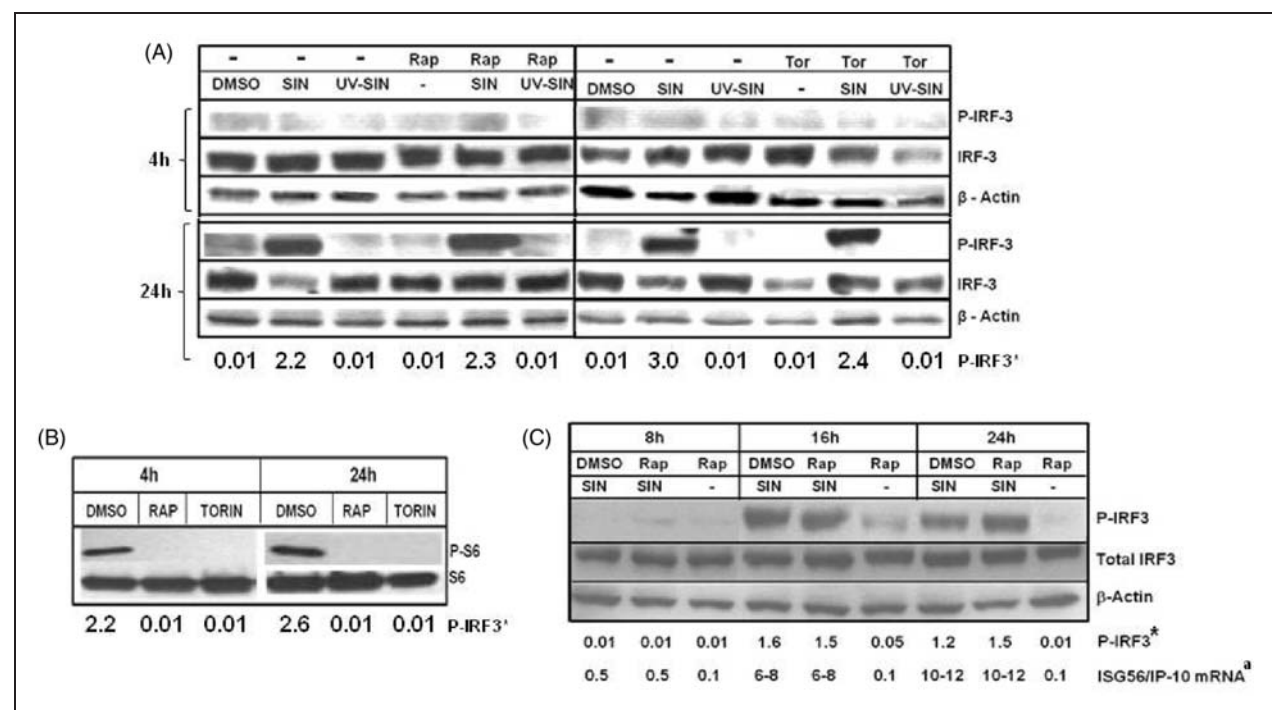 (A)
- - - Rap Rap Rap - - - Tor Tor Tor
DMSO SIN UV-SIN - SIN UV-SIN DMSO SIN UV-SIN - SIN UV-SIN
4h
P-IRF-3
IRF-3
β - Actin
24h
P-IRF-3
IRF-3
β - Actin
0.01 2.2 0.01 0.01 2.3 0.01 0.01 3.0 0.01 0.01 2.4 0.01 P-IRF3*
(B)
4h 24h
DMSO RAP TORIN DMSO RAP TORIN
P-S6
S6
2.2 0.01 0.01 2.6 0.01 0.01 P-IRF3*
(C)
8h 16h 24h
DMSO Rap Rap DMSO Rap Rap DMSO Rap Rap
SIN SIN - SIN SIN - SIN SIN -
P-IRF3
Total IRF3
β-Actin
0.01 0.01 0.01 1.6 1.5 0.05 1.2 1.5 0.01 P-IRF3*
0.5 0.5 0.1 6-8 6-8 0.1 10-12 10-12 0.1 ISG56/IP-10 mRNAª